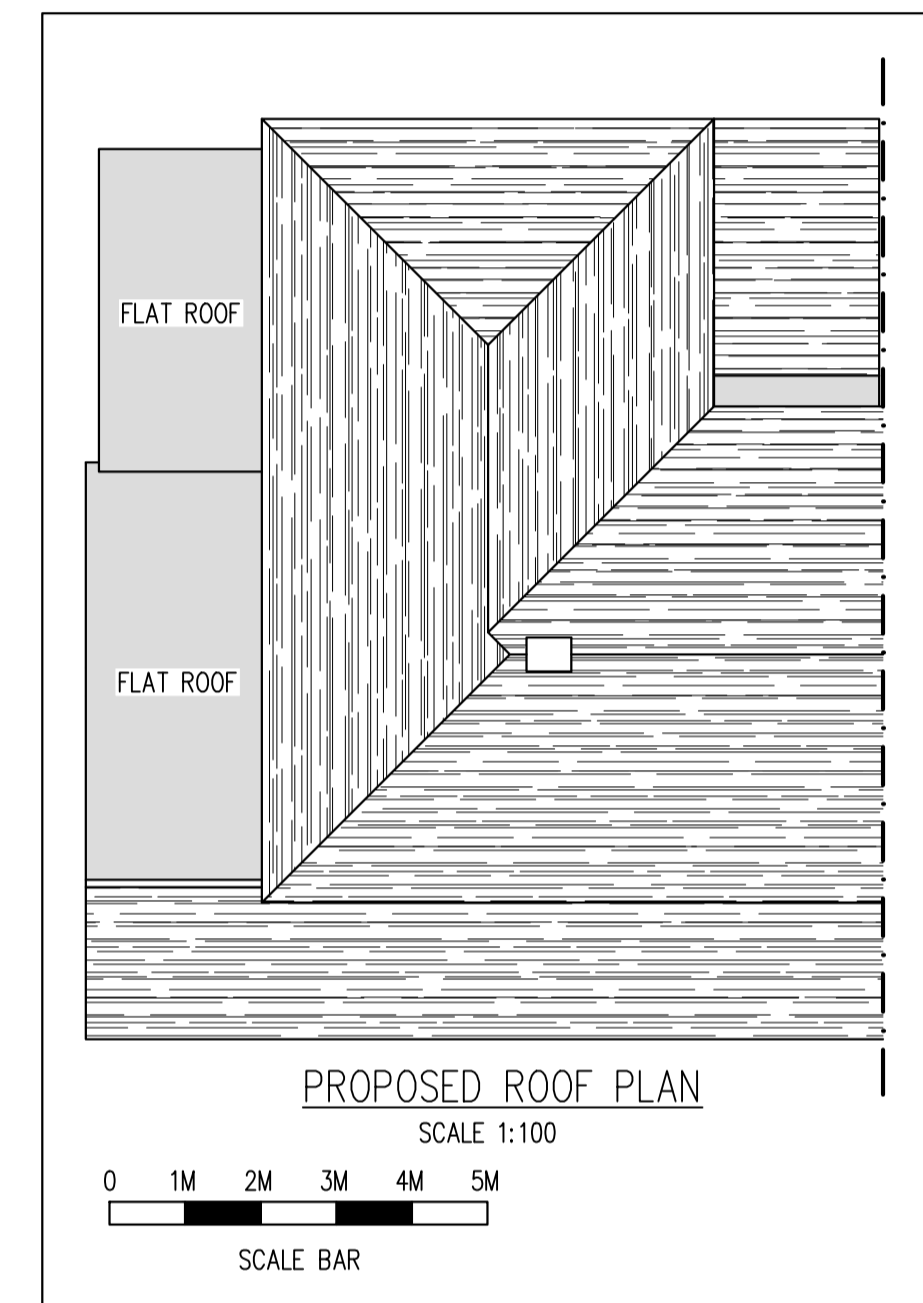 FLAT ROOF
FLAT ROOF
PROPOSED ROOF PLAN
SCALE 1:100
0 1M 2M 3M 4M 5M
SCALE BAR